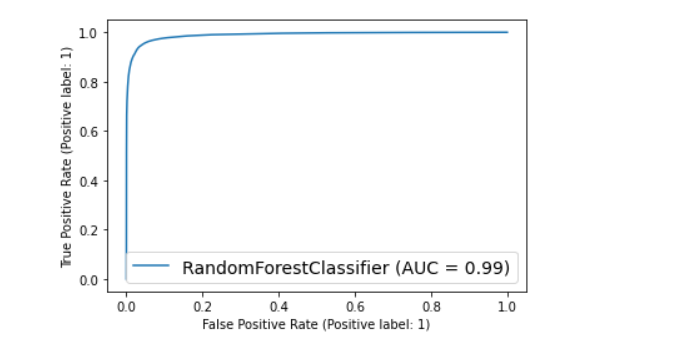 True Positive Rate (Positive label: 1)
1.0
0.8
0.6
0.4
0.2
0.0
RandomForestClassifier (AUC = 0.99)
0.0 0.2 0.4 0.6 0.8 1.0
False Positive Rate (Positive label: 1)